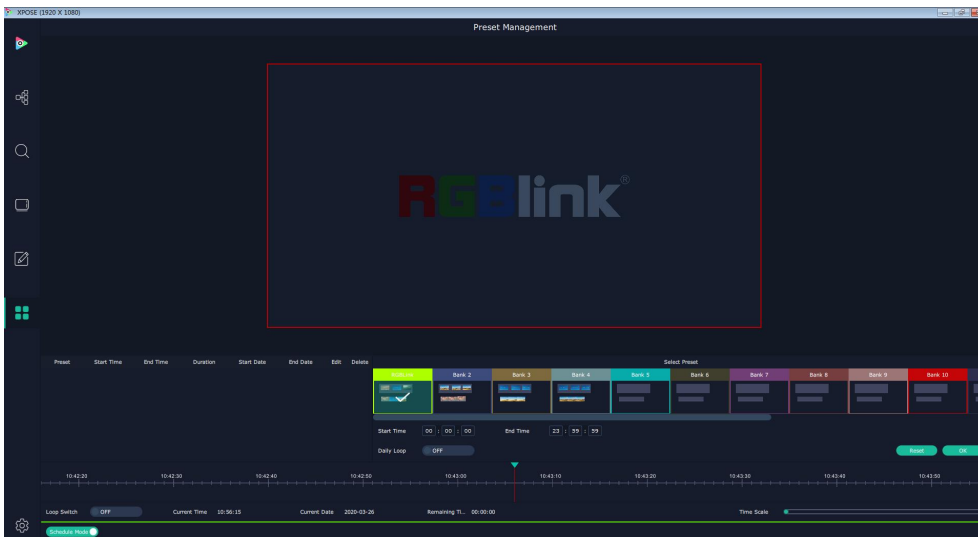 XPOSE (1920 X 1080)
Preset Management
RGBlink®
Preset Start Time End Time Duration Start Date End Date Edit Delete
Select Preset
Bank 2 Bank 3 Bank 4 Bank 5 Bank 6 Bank 7 Bank 8 Bank 9 Bank 10
Start Time 00 : 00 : 00 End Time 23 : 59 : 59
Daily Loop OFF Reset OK
10:42:20 10:42:30 10:42:40 10:42:50 10:43:00 10:43:10 10:43:20 10:43:30 10:43:40 10:43:50
Loop Switch OFF Current Time 10:56:15 Current Date 2020-03-26 Remaining Ti... 00:00:00 Time Scale
Schedule Mode